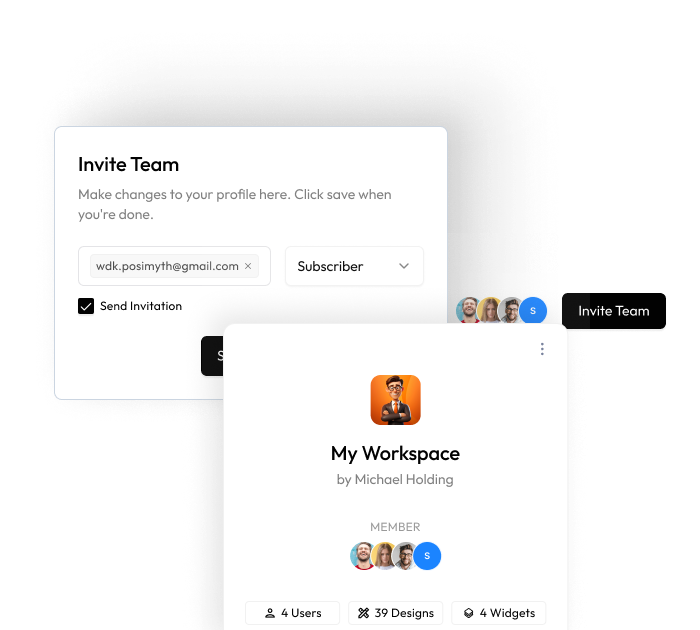 Invite Team
Make changes to your profile here. Click save when
you're done.
wdk.posimyth@gmail.com ×
Subscriber
Send Invitation
S
Invite Team
S
My Workspace
by Michael Holding
MEMBER
S
4 Users
39 Designs
4 Widgets